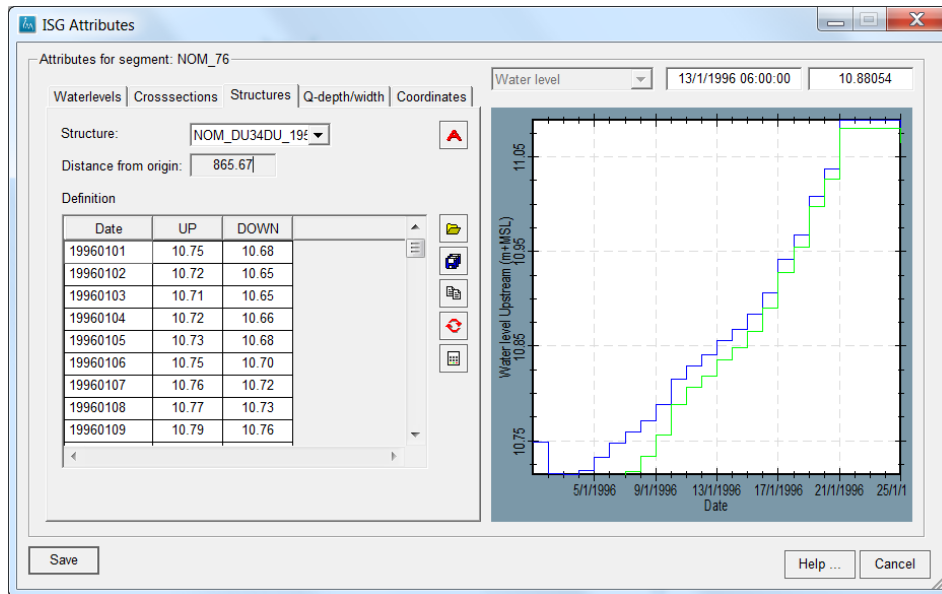 ISG Attributes
Attributes for segment: NOM_76
Waterlevels Crosssections Structures Q-depth/width Coordinates
Structure: NOM_DU34DU_195
Distance from origin: 865.67
Definition
Date UP DOWN
19960101 10.75 10.68
19960102 10.72 10.65
19960103 10.71 10.65
19960104 10.72 10.66
19960105 10.73 10.68
19960106 10.75 10.70
19960107 10.76 10.72
19960108 10.77 10.73
19960109 10.79 10.76
Water level 13/1/1996 06:00:00 10.88054
Water level Upstream (m+MSL)
11.05
10.95
10.85
10.75
5/1/1996 9/1/1996 13/1/1996 17/1/1996 21/1/1996 25/1/1
Date
Save
Help ... Cancel